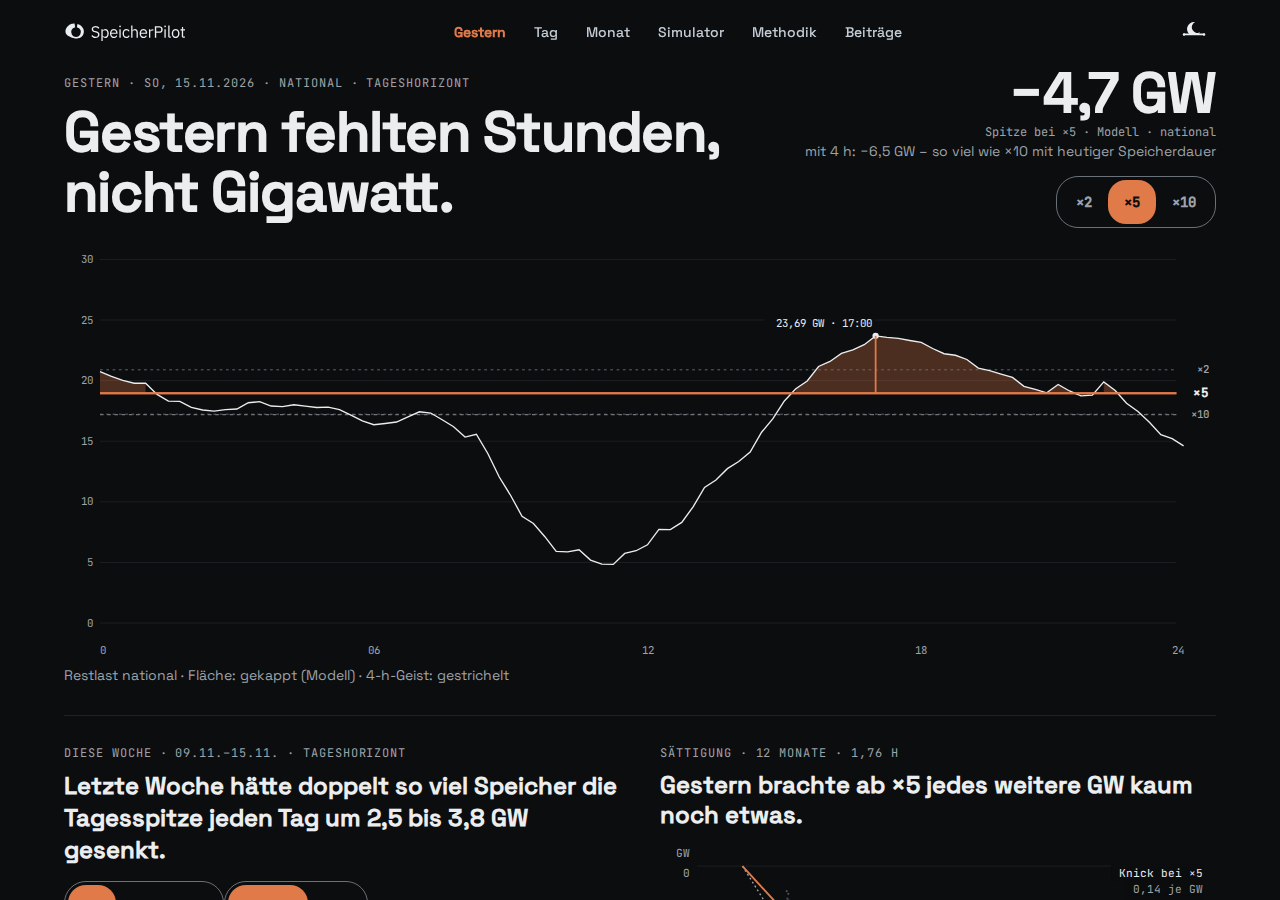 SpeicherPilot
Gestern Tag Monat Simulator Methodik Beiträge
GESTERN · SO, 15.11.2026 · NATIONAL · TAGESHORIZONT
Gestern fehlten Stunden,
nicht Gigawatt.
−4,7 GW
Spitze bei ×5 · Modell · national
mit 4 h: −6,5 GW – so viel wie ×10 mit heutiger Speicherdauer
×2 ×5 ×10
30
25
23,69 GW · 17:00
20
×2
×5
×10
15
10
5
0
0 06 12 18 24
Restlast national · Fläche: gekappt (Modell) · 4-h-Geist: gestrichelt
DIESE WOCHE · 09.11.–15.11. · TAGESHORIZONT
Letzte Woche hätte doppelt so viel Speicher die
Tagesspitze jeden Tag um 2,5 bis 3,8 GW
gesenkt.
SÄTTIGUNG · 12 MONATE · 1,76 H
Gestern brachte ab ×5 jedes weitere GW kaum
noch etwas.
GW
0
Knick bei ×5
0,14 je GW